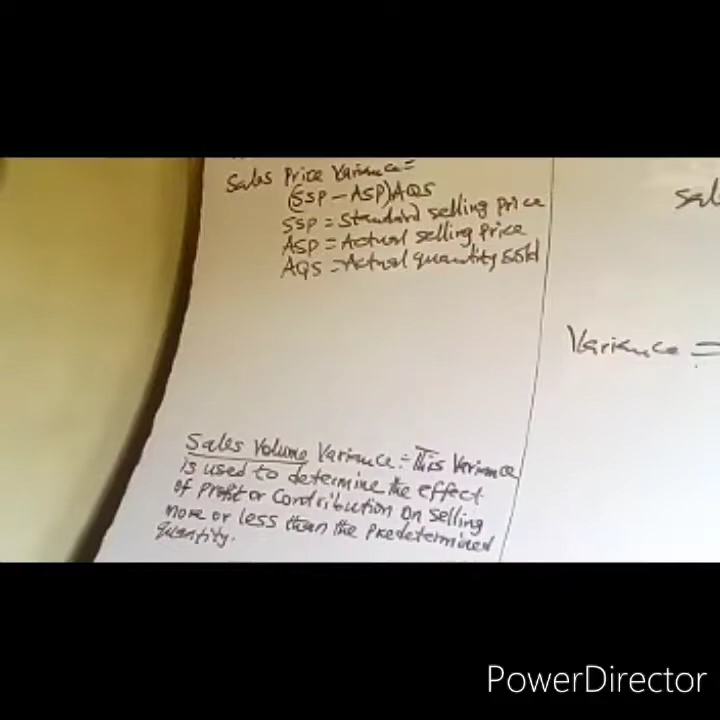 Sales Price Variance =
(SSP - ASP)AQS
SSP = Standard selling price
ASP = Actual selling price
AQS = Actual quantity sold
Sales Volume Variance :- This Variance
is used to determine the effect
of Profit or Contribution on selling
more or less than the predetermined
quantity.
Variance =
PowerDirector